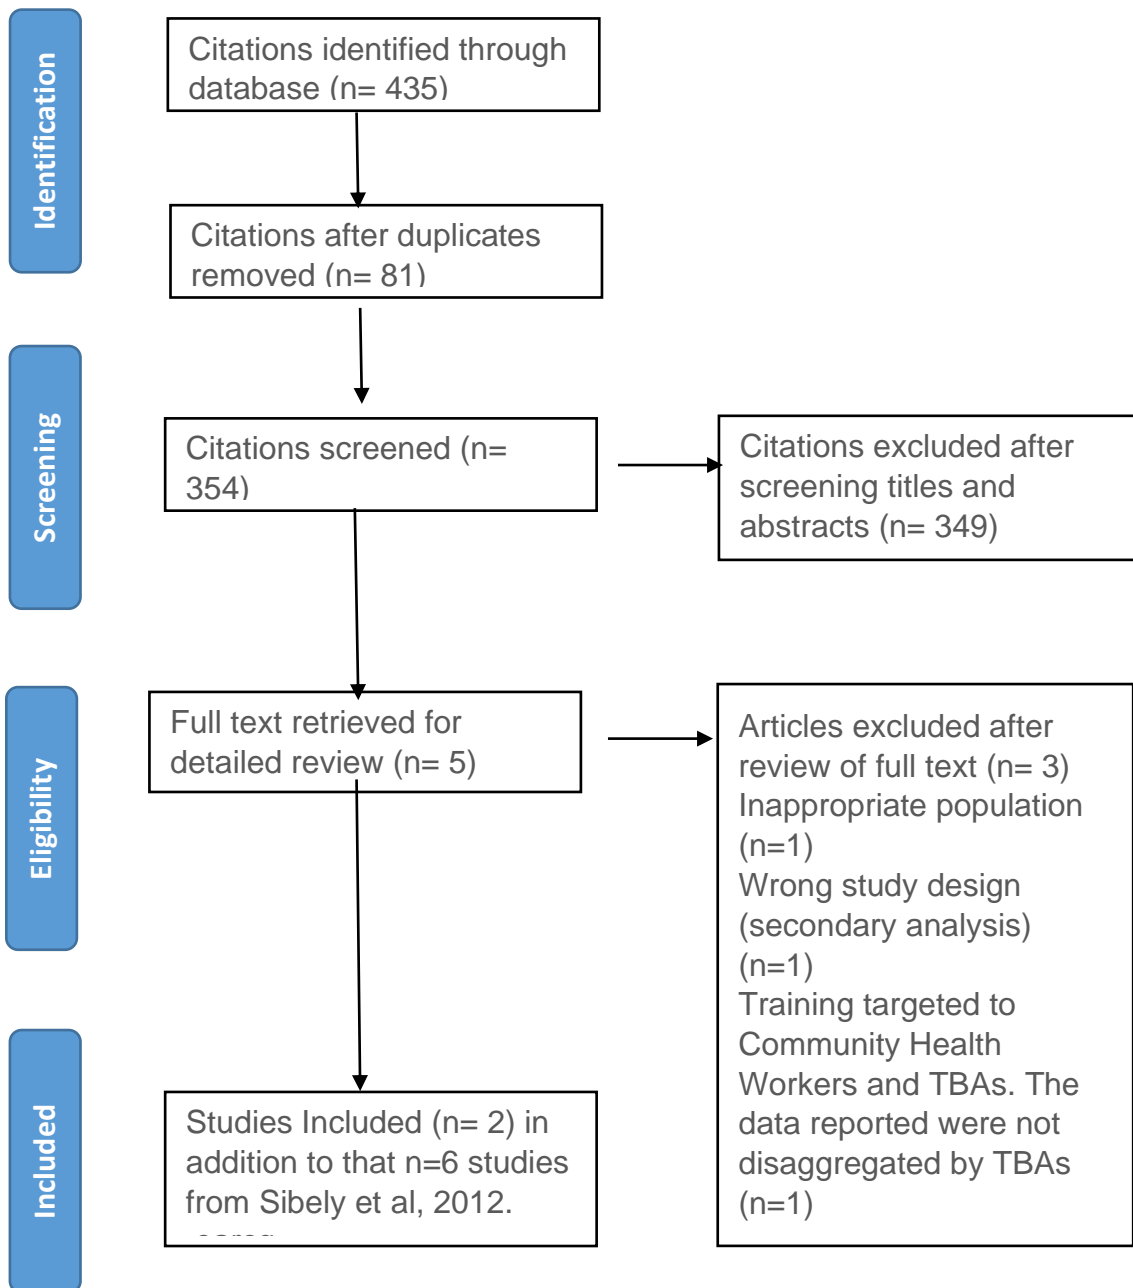 Identification
Citations identified through
database (n= 435)
Citations after duplicates
removed (n= 81)
Screening
Citations screened (n=
354)
Citations excluded after
screening titles and
abstracts (n= 349)
Eligibility
Full text retrieved for
detailed review (n= 5)
Articles excluded after
review of full text (n= 3)
Inappropriate population
(n=1)
Wrong study design
(secondary analysis)
(n=1)
Training targeted to
Community Health
Workers and TBAs. The
data reported were not
disaggregated by TBAs
(n=1)
Included
Studies Included (n= 2) in
addition to that n=6 studies
from Sibely et al, 2012.